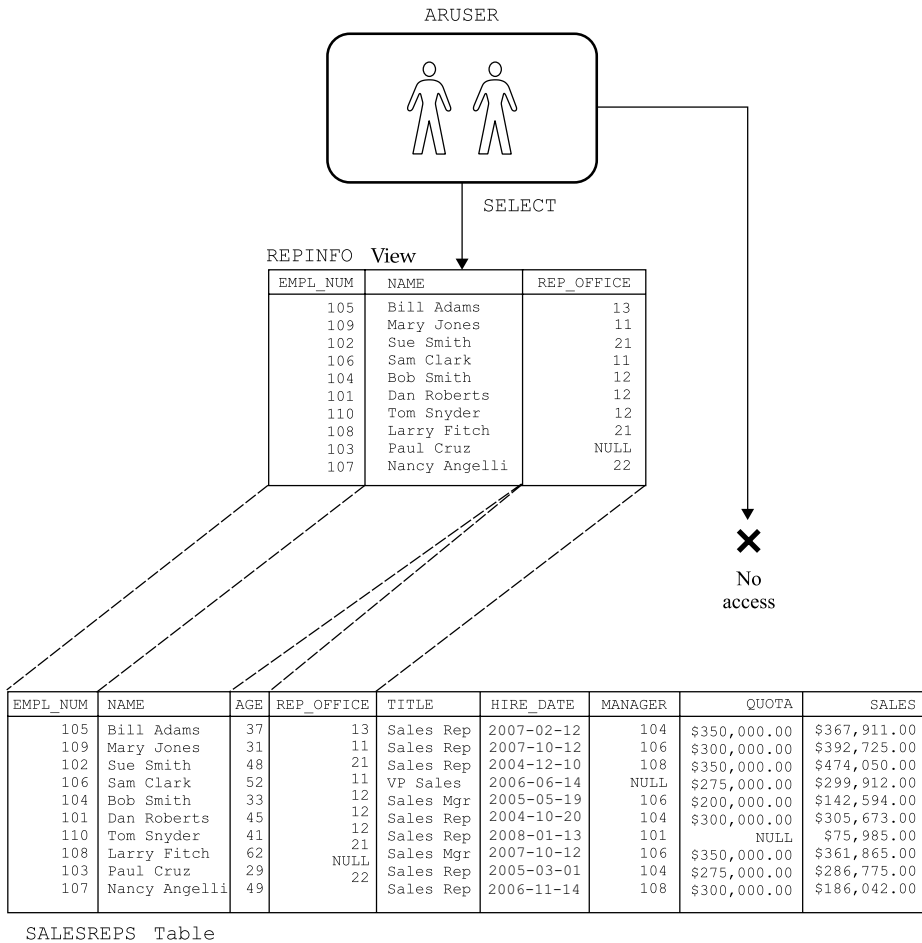 ARUSER
SELECT
REPINFO View
EMPL_NUM NAME REP_OFFICE
105 Bill Adams 13
109 Mary Jones 11
102 Sue Smith 21
106 Sam Clark 11
104 Bob Smith 12
101 Dan Roberts 12
110 Tom Snyder 12
108 Larry Fitch 21
103 Paul Cruz NULL
107 Nancy Angelli 22
No
access
EMPL_NUM NAME AGE REP_OFFICE TITLE HIRE_DATE MANAGER QUOTA SALES
105 Bill Adams 37 13 Sales Rep 2007-02-12 104 $350,000.00 $367,911.00
109 Mary Jones 31 11 Sales Rep 2007-10-12 106 $300,000.00 $392,725.00
102 Sue Smith 48 21 Sales Rep 2004-12-10 108 $350,000.00 $474,050.00
106 Sam Clark 52 11 VP Sales 2006-06-14 NULL $275,000.00 $299,912.00
104 Bob Smith 33 12 Sales Mgr 2005-05-19 106 $200,000.00 $142,594.00
101 Dan Roberts 45 12 Sales Rep 2004-10-20 104 $300,000.00 $305,673.00
110 Tom Snyder 41 12 Sales Rep 2008-01-13 101 NULL $75,985.00
108 Larry Fitch 62 21 Sales Mgr 2007-10-12 106 $350,000.00 $361,865.00
103 Paul Cruz 29 NULL Sales Rep 2005-03-01 104 $275,000.00 $286,775.00
107 Nancy Angelli 49 22 Sales Rep 2006-11-14 108 $300,000.00 $186,042.00
SALESREPS Table